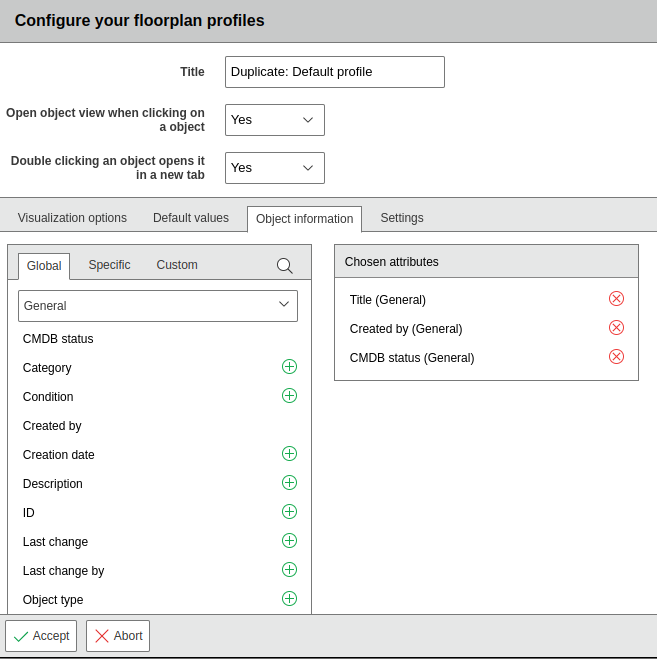 Configure your floorplan profiles
Title
Duplicate: Default profile
Open object view when clicking on
a object
Yes
Double clicking an object opens it
in a new tab
Yes
Visualization options
Default values
Object information
Settings
Global
Specific
Custom
General
CMDB status
Category
Condition
Created by
Creation date
Description
ID
Last change
Last change by
Object type
Chosen attributes
Title (General)
Created by (General)
CMDB status (General)
Accept
Abort